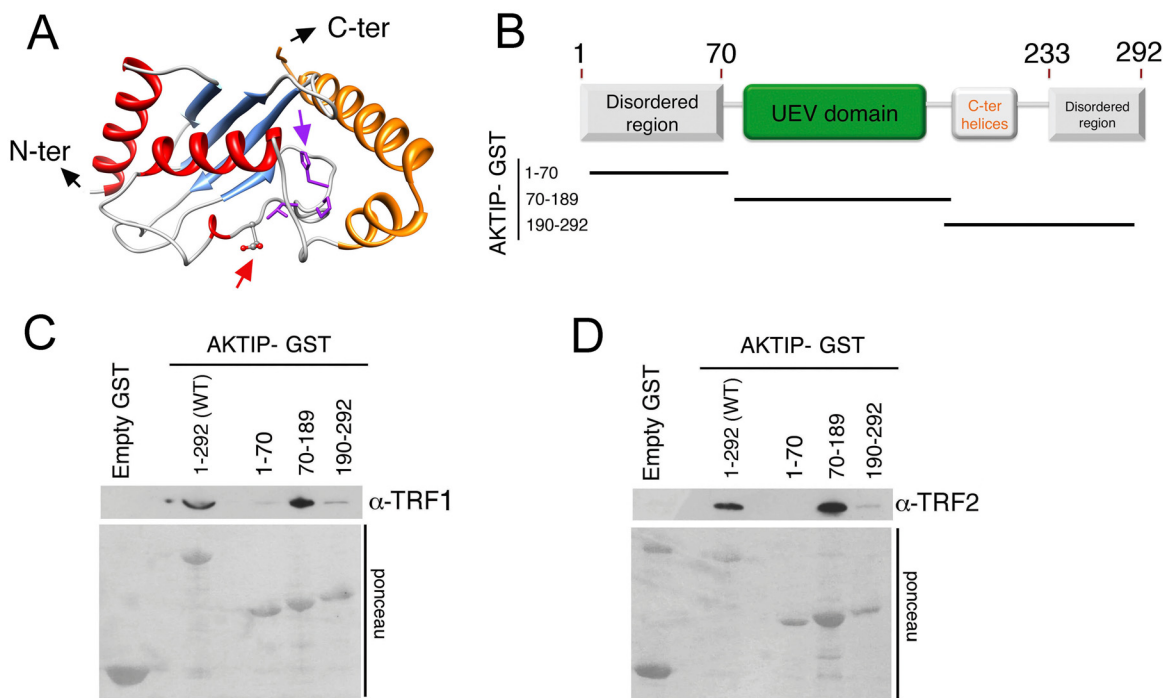 A
C-ter
N-ter
B
1
70
233
292
Disordered
region
UEV domain
C-ter
helices
Disordered
region
AKTIP- GST
1-70
70-189
190-292
C
AKTIP- GST
Empty GST
1-292 (WT)
1-70
70-189
190-292
α-TRF1
ponceau
D
AKTIP- GST
Empty GST
1-292 (WT)
1-70
70-189
190-292
α-TRF2
ponceau